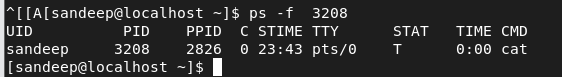 ^[[A[sandeep@localhost ~]$ ps -f  3208
UID          PID    PPID  C STIME TTY      STAT   TIME CMD
sandeep     3208    2826  0 23:43 pts/0    T      0:00 cat
[sandeep@localhost ~]$